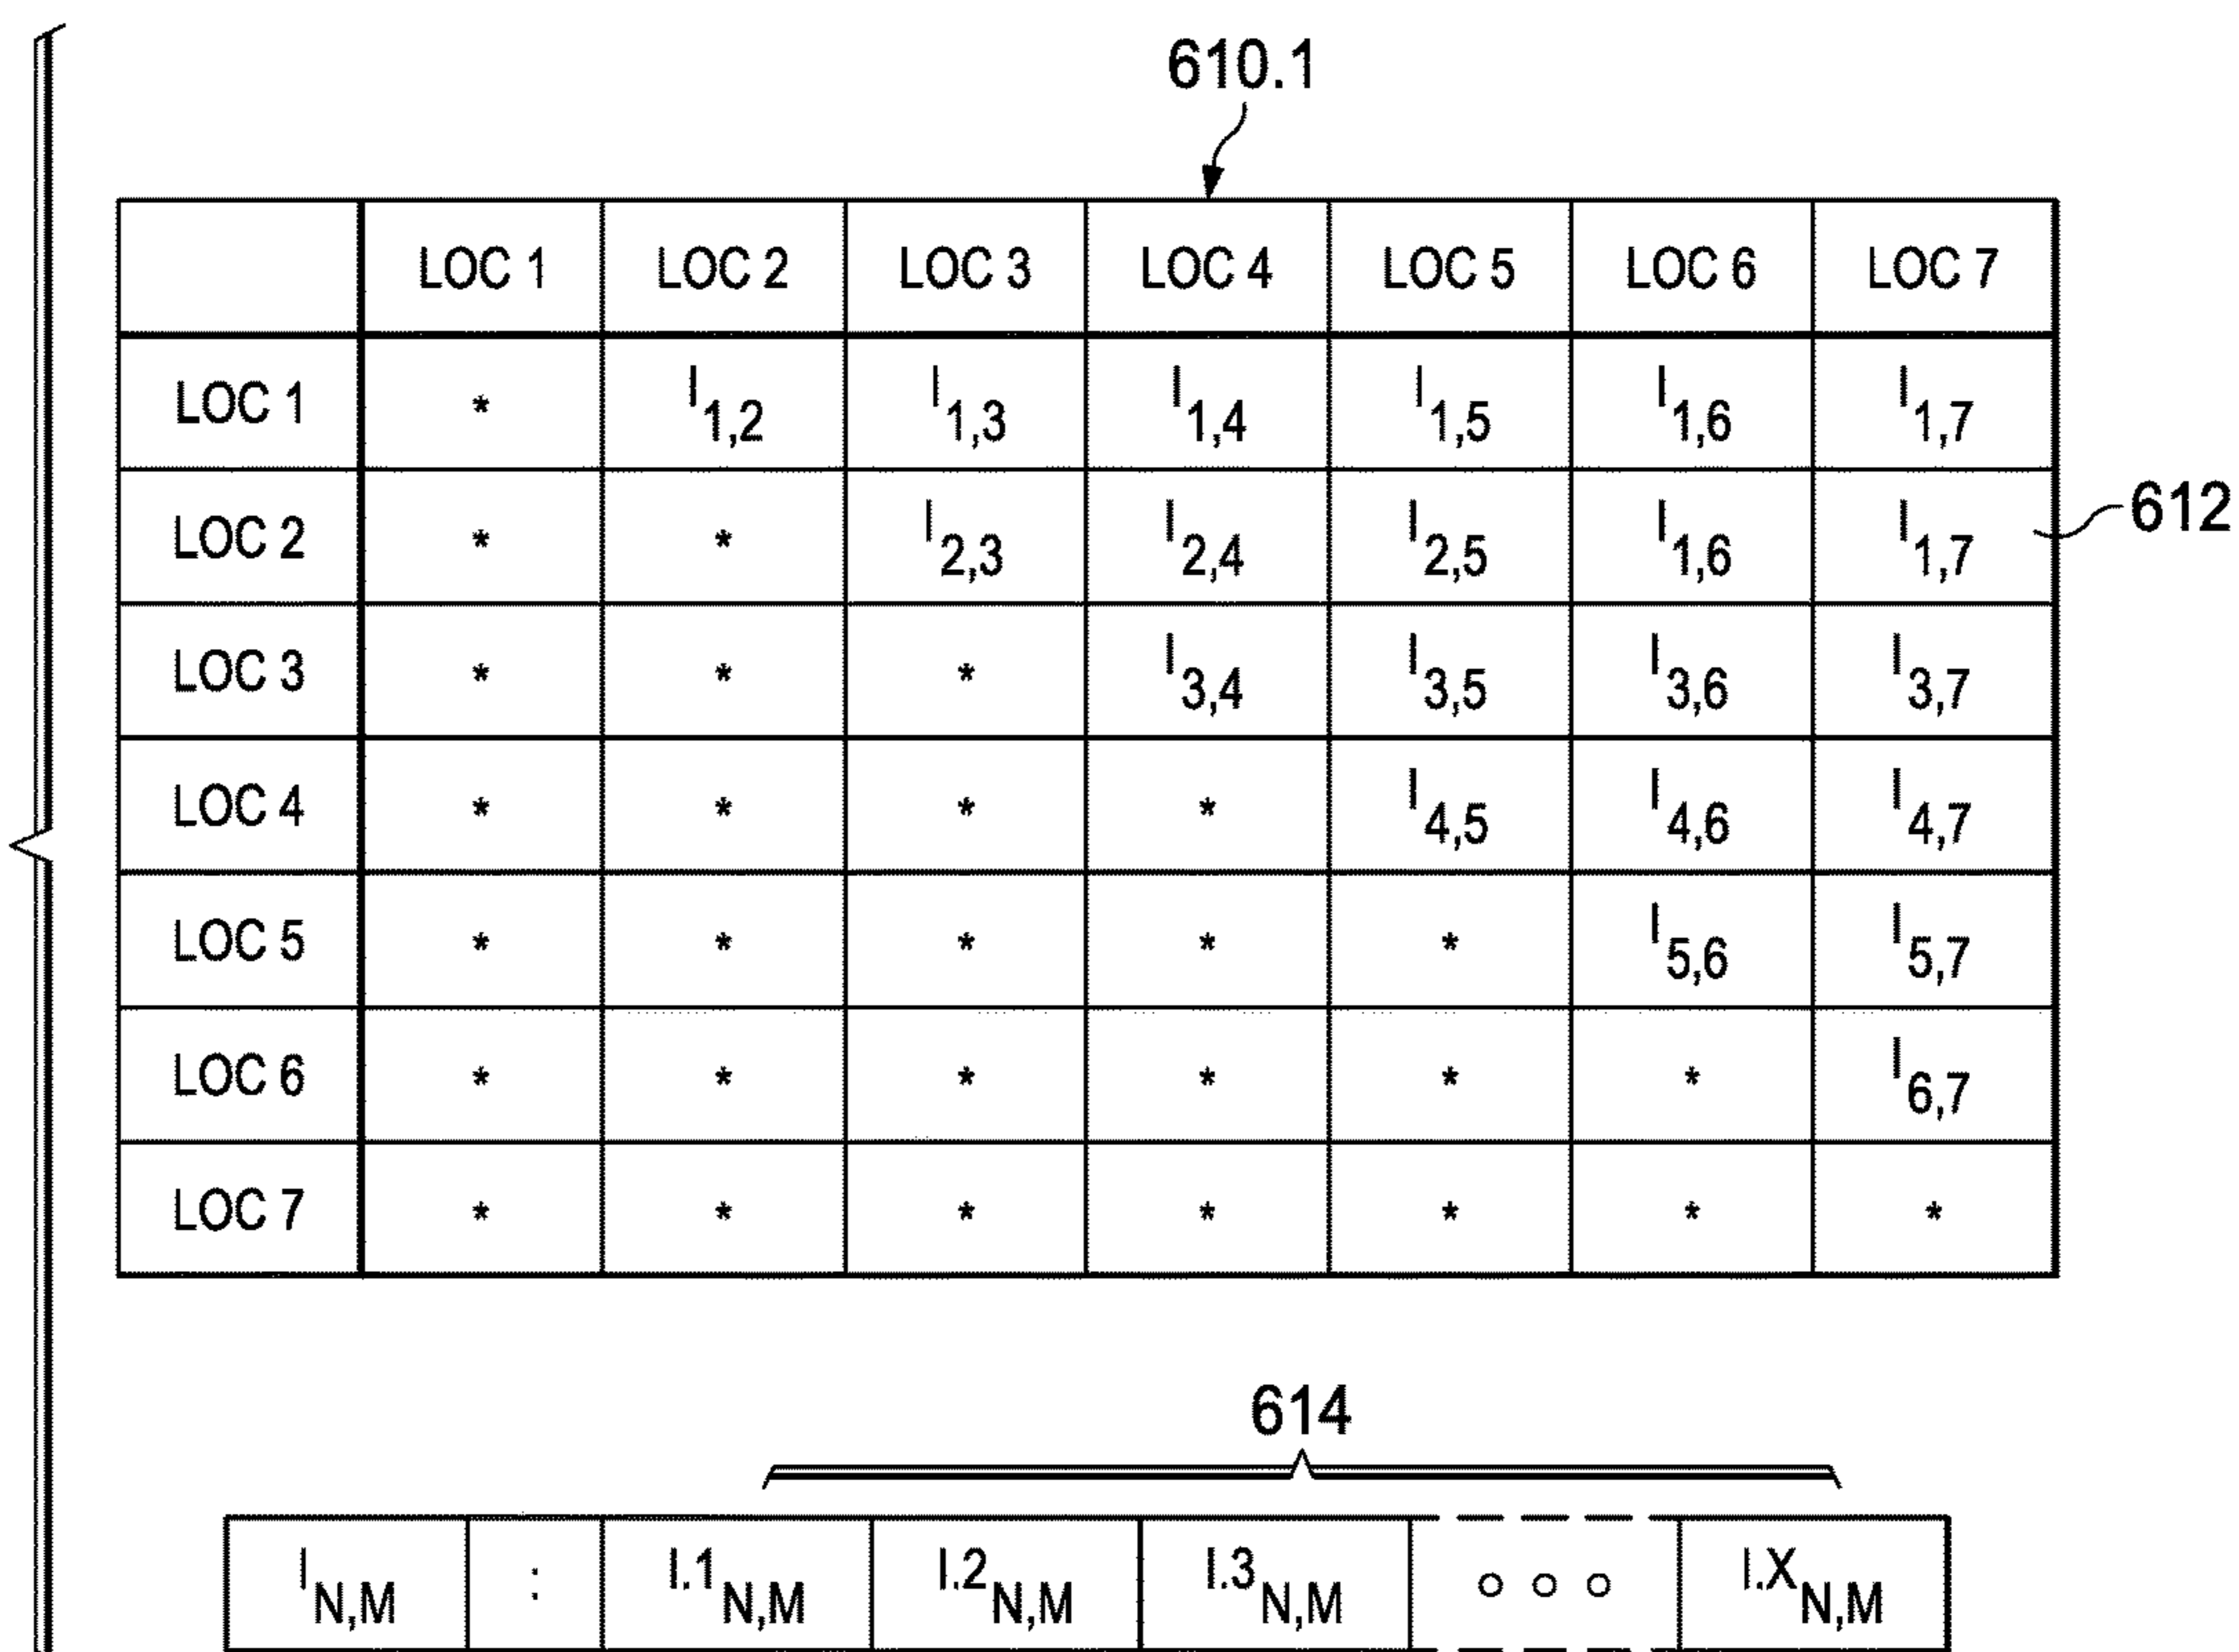 610.1
LOC 1 LOC 2 LOC 3 LOC 4 LOC 5 LOC 6 LOC 7
LOC 1 * I1,2 I1,3 I1,4 I1,5 I1,6 I1,7
LOC 2 * * I2,3 I2,4 I2,5 I1,6 I1,7 612
LOC 3 * * * I3,4 I3,5 I3,6 I3,7
LOC 4 * * * * I4,5 I4,6 I4,7
LOC 5 * * * * * I5,6 I5,7
LOC 6 * * * * * * I6,7
LOC 7 * * * * * * *
614
IN,M : I.1N,M I.2N,M I.3N,M ○ ○ ○ I.XN,M